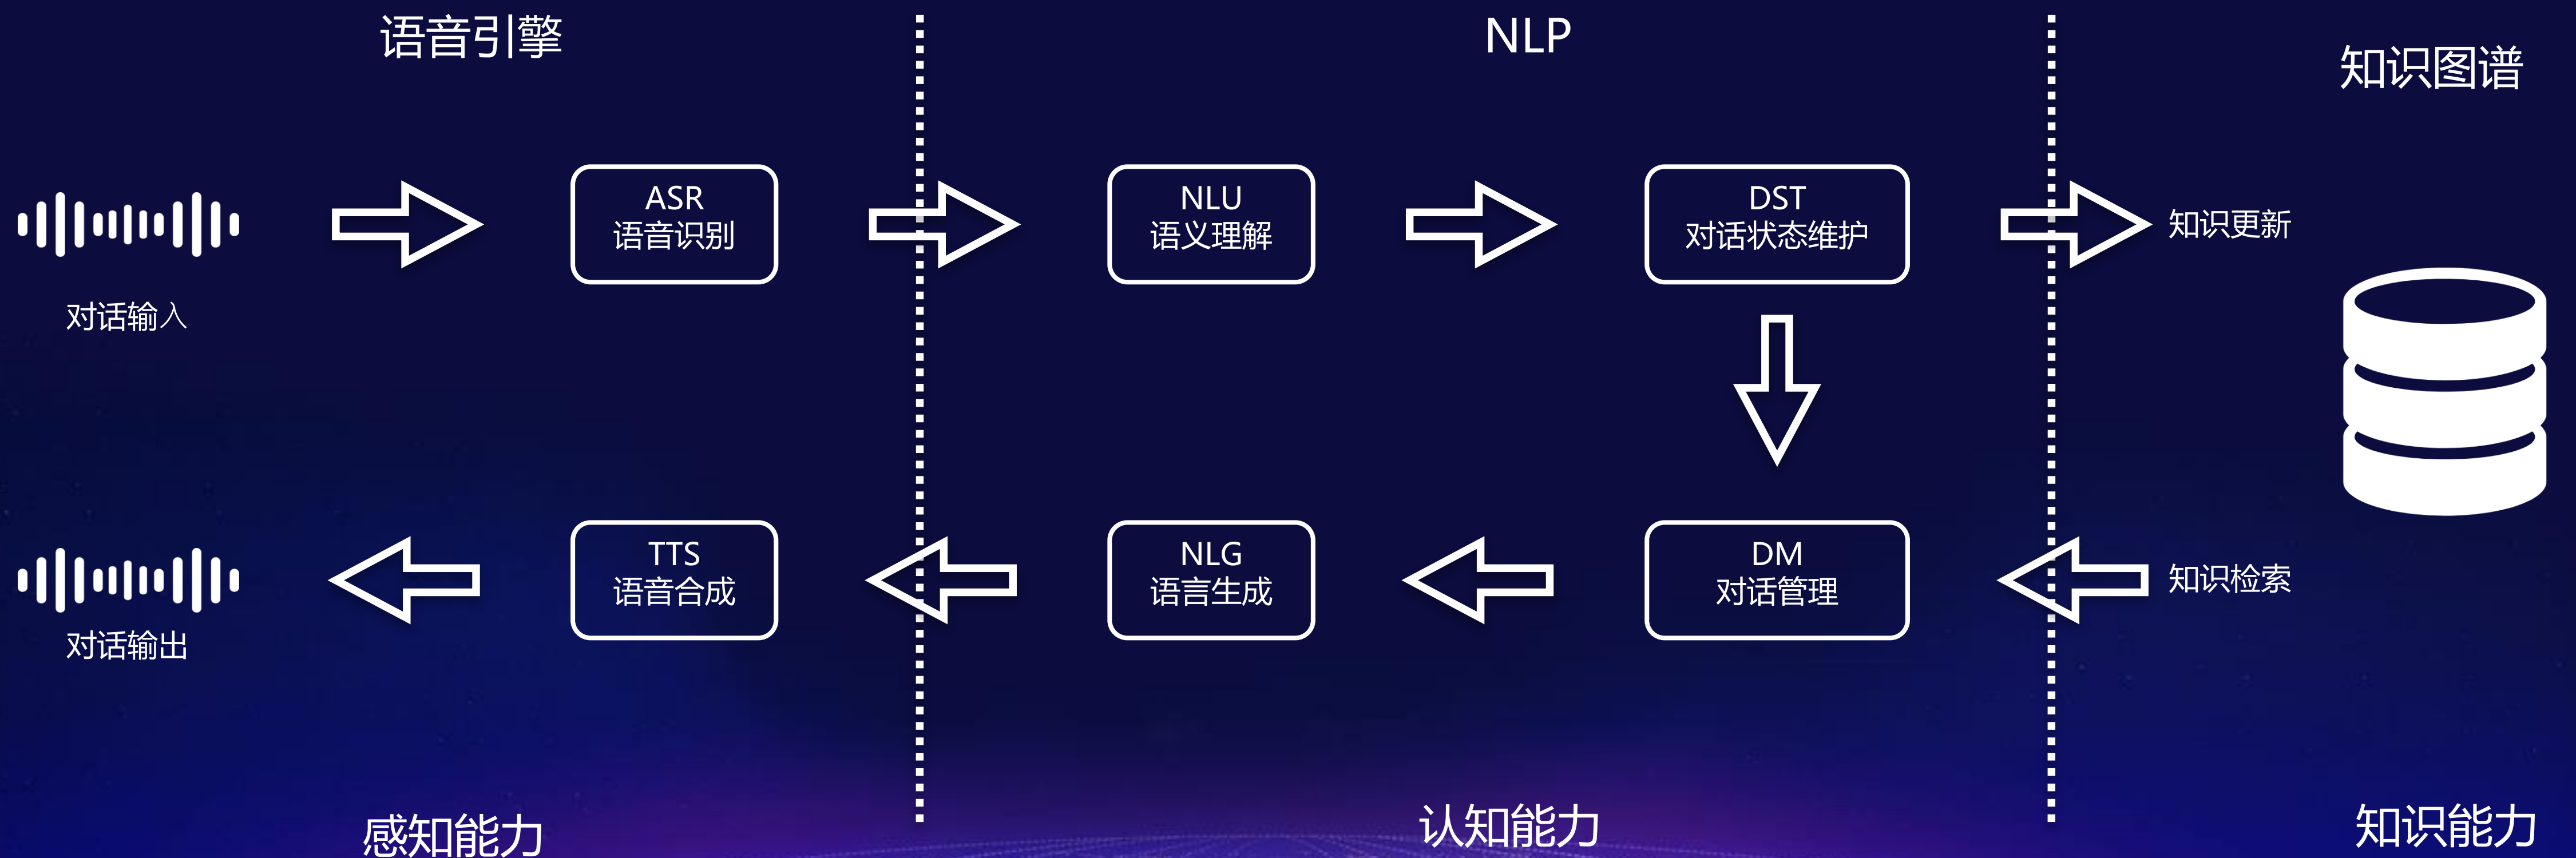 语音引擎
NLP
知识图谱
ASR
语音识别
NLU
语义理解
DST
对话状态维护
知识更新
对话输入
TTS
语音合成
NLG
语言生成
DM
对话管理
知识检索
对话输出
感知能力
认知能力
知识能力